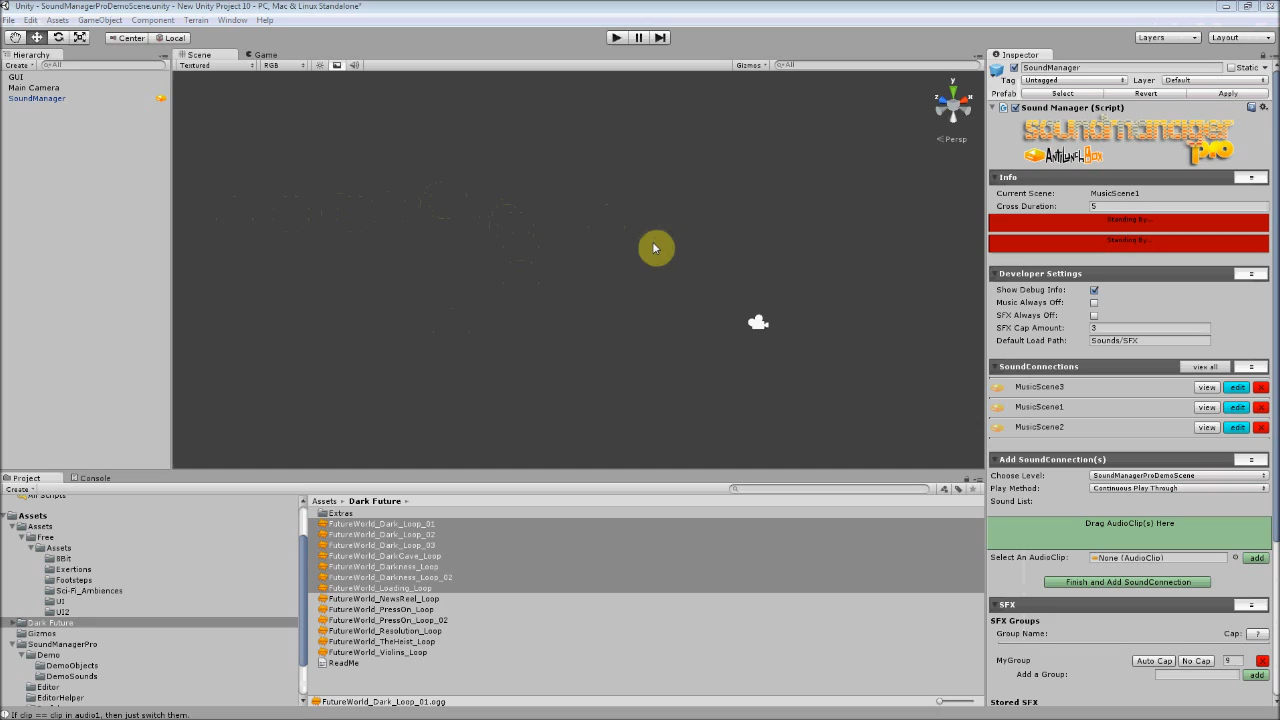 Unity - SoundManagerProDemoScene.unity - New Unity Project 10 - PC, Mac & Linux Standalone*
File Edit Assets GameObject Component Terrain Window Help
Center Local Layers Layout
Hierarchy
Create All
GUI
Main Camera
SoundManager
Scene Game
Textured RGB Gizmos All
y
z x
Persp
Inspector
SoundManager Static
Tag Untagged Layer Default
Prefab Select Revert Apply
Sound Manager (Script)
soundmanager pro
AntiLunchBox
Info
Current Scene: MusicScene1
Cross Duration: 5
Standing By...
Standing By...
Developer Settings
Show Debug Info:
Music Always Off:
SFX Always Off:
SFX Cap Amount: 3
Default Load Path: Sounds/SFX
SoundConnections view all
MusicScene3 view edit x
MusicScene1 view edit x
MusicScene2 view edit x
Add SoundConnection(s)
Choose Level: SoundManagerProDemoScene
Play Method: Continuous Play Through
Sound List:
Drag AudioClip(s) Here
Select An AudioClip: None (AudioClip) add
Finish and Add SoundConnection
SFX
SFX Groups
Group Name: Cap: ?
MyGroup Auto Cap No Cap 9 x
Add a Group: add
Stored SFX
Project Console
Create
All Scripts
Assets
Assets
Free
Assets
8Bit
Exertions
Footsteps
Sci-Fi_Ambiences
UI
UI2
Dark Future
Gizmos
SoundManagerPro
Demo
DemoObjects
DemoSounds
Editor
EditorHelper
Assets Dark Future
Extras
FutureWorld_Dark_Loop_01
FutureWorld_Dark_Loop_02
FutureWorld_Dark_Loop_03
FutureWorld_DarkCave_Loop
FutureWorld_Darkness_Loop
FutureWorld_Darkness_Loop_02
FutureWorld_Loading_Loop
FutureWorld_NewsReel_Loop
FutureWorld_PressOn_Loop
FutureWorld_PressOn_Loop_02
FutureWorld_Resolution_Loop
FutureWorld_TheHeist_Loop
FutureWorld_Violins_Loop
ReadMe
FutureWorld_Dark_Loop_01.ogg
If clip == clip in audio1, then just switch them.